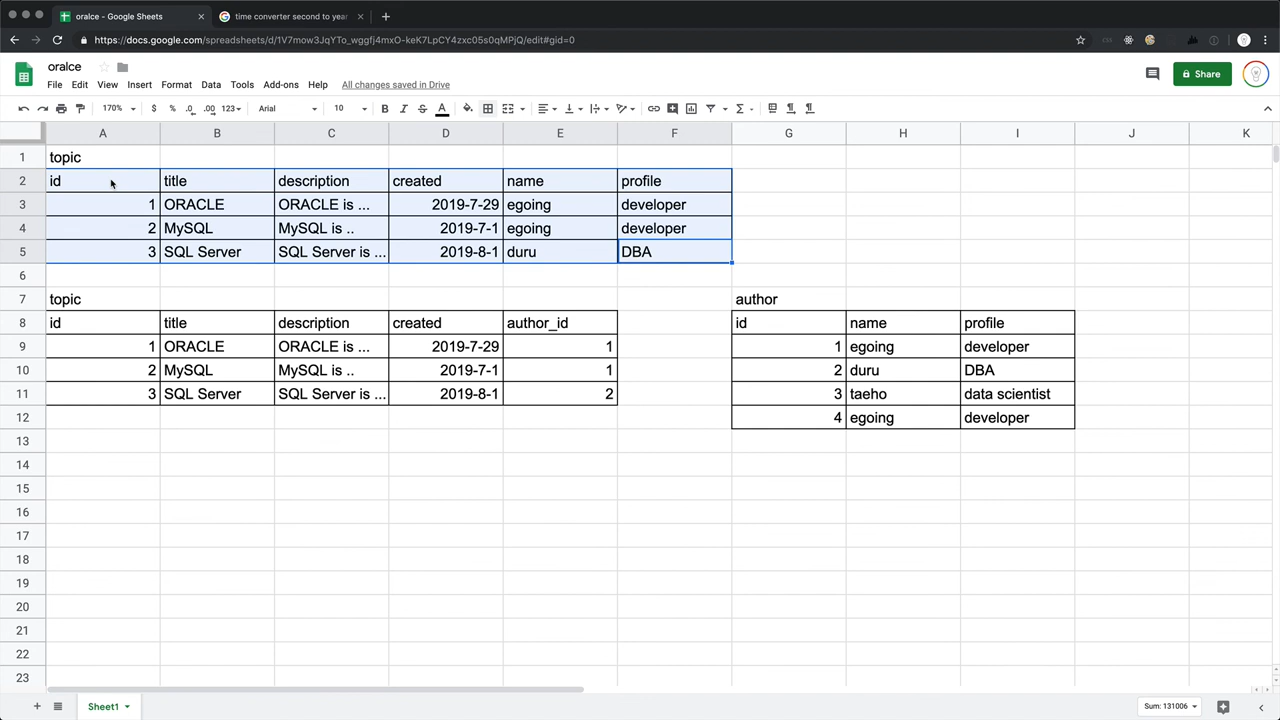 oralce - Google Sheets
time converter second to year
https://docs.google.com/spreadsheets/d/1V7mow3JqYTo_wggfj4mxO-keK7LpCY4zxc05s0qMPjQ/edit#gid=0
oralce
File Edit View Insert Format Data Tools Add-ons Help All changes saved in Drive
Share
170% $ % .0 .00 123 Arial 10 B I S A
A B C D E F G H I J K
1 topic
2 id title description created name profile
3 1 ORACLE ORACLE is ... 2019-7-29 egoing developer
4 2 MySQL MySQL is .. 2019-7-1 egoing developer
5 3 SQL Server SQL Server is ... 2019-8-1 duru DBA
6
7 topic author
8 id title description created author_id id name profile
9 1 ORACLE ORACLE is ... 2019-7-29 1 1 egoing developer
10 2 MySQL MySQL is .. 2019-7-1 1 2 duru DBA
11 3 SQL Server SQL Server is ... 2019-8-1 2 3 taeho data scientist
12 4 egoing developer
13
14
15
16
17
18
19
20
21
22
23
Sheet1 Sum: 131006